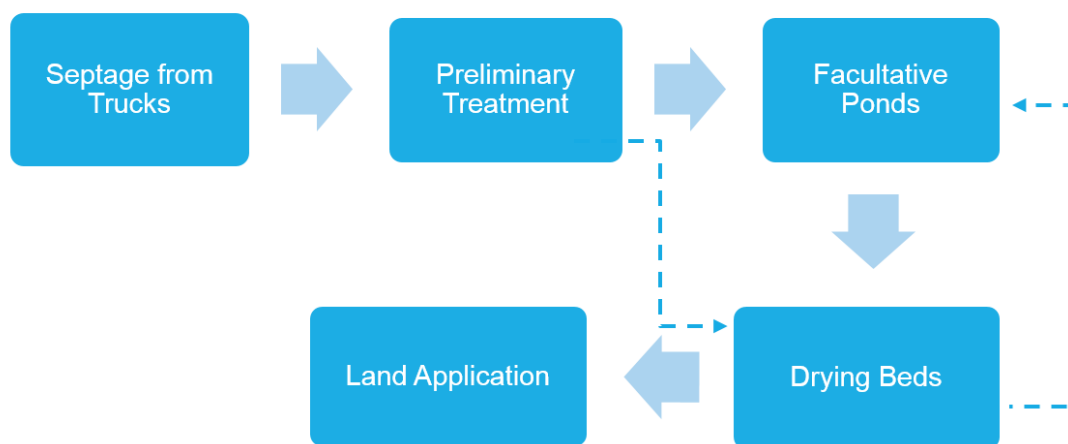 Septage from
Trucks
Preliminary
Treatment
Facultative
Ponds
Land Application
Drying Beds